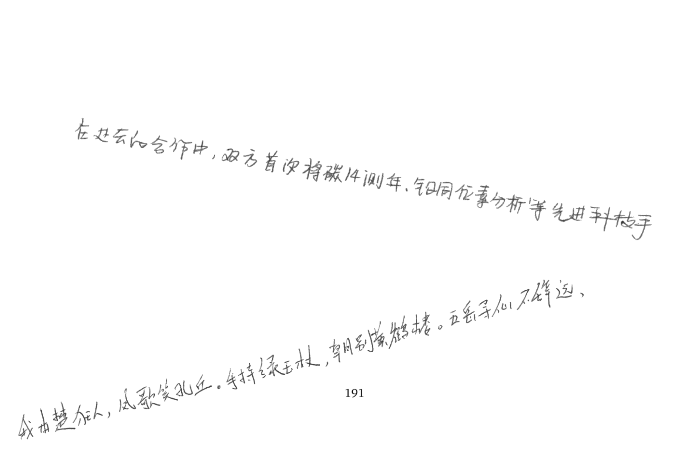 在过去的合作中，双方首次将碳14测年、铅同位素分析等先进科技手
我本楚狂人，凤歌笑孔丘。手持绿玉杖，朝别黄鹤楼。五岳寻仙不辞远、
191